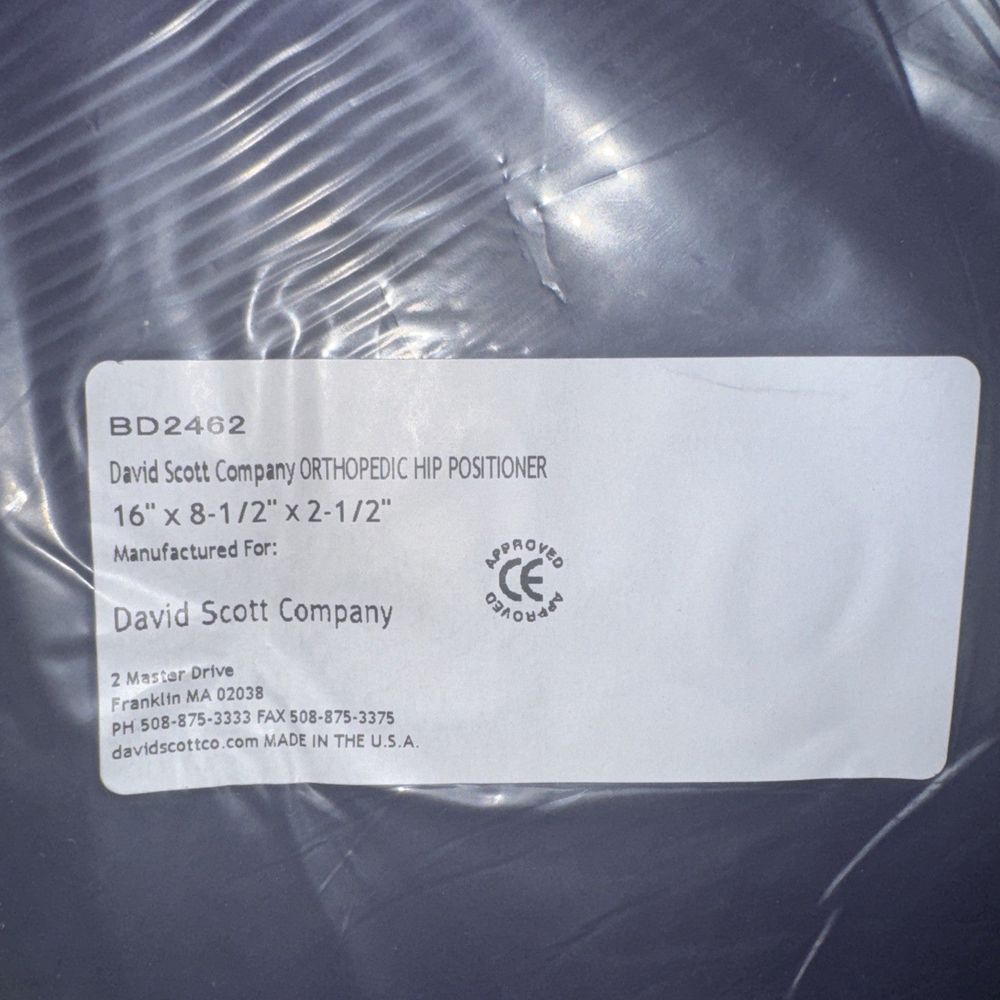 BD2462
David Scott Company ORTHOPEDIC HIP POSITIONER
16" x 8-1/2" x 2-1/2"
Manufactured For:
APPROVED
CE
APPROVED
David Scott Company
2 Master Drive
Franklin MA 02038
PH 508-875-3333 FAX 508-875-3375
davidscottco.com MADE IN THE U.S.A.